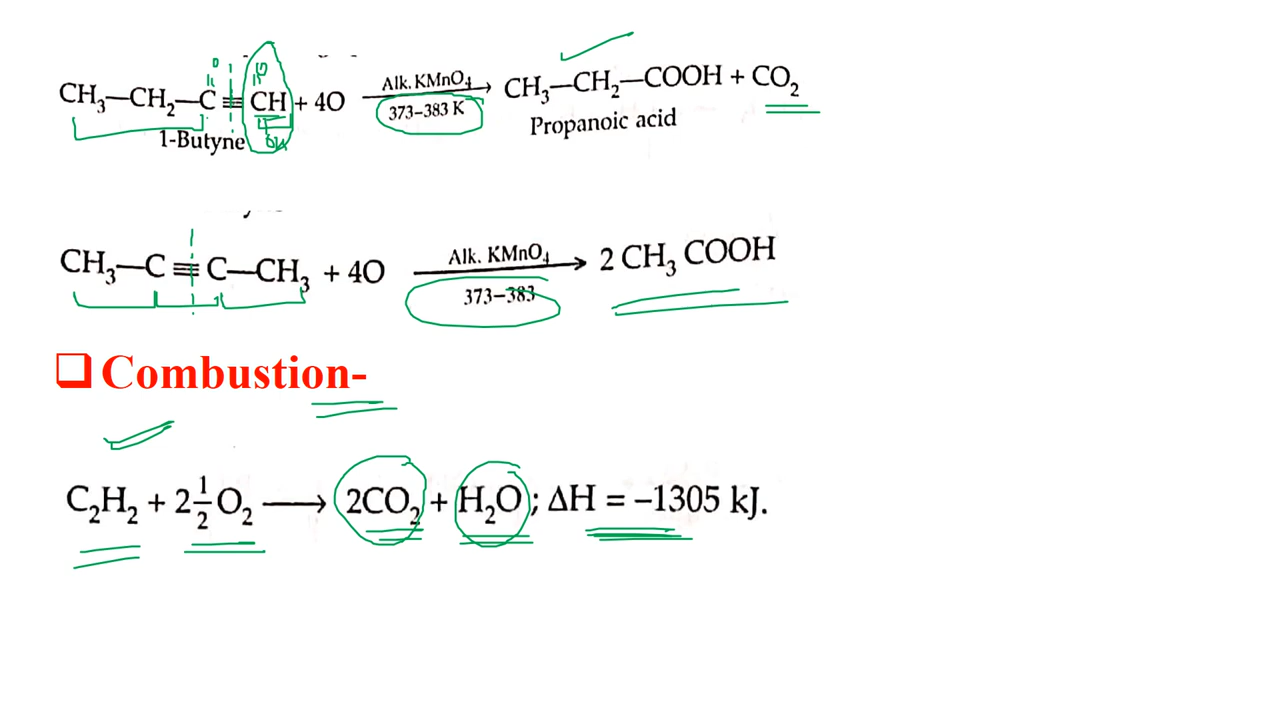 CH₃—CH₂—C≡CH + 4O Alk. KMnO₄ 373–383 K CH₃—CH₂—COOH + CO₂
1-Butyne Propanoic acid
CH₃—C≡C—CH₃ + 4O Alk. KMnO₄ 373–383 2 CH₃ COOH
Combustion-
C₂H₂ + 2½O₂ ⟶ 2CO₂ + H₂O ; ΔH = –1305 kJ.